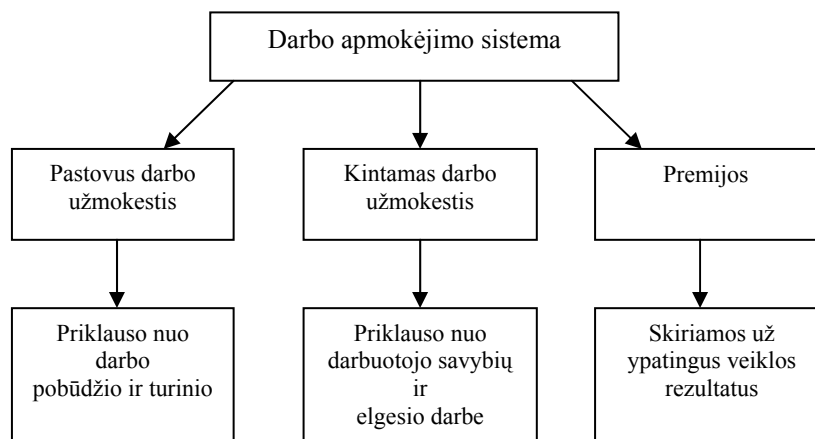 Darbo apmokėjimo sistema
Pastovus darbo
užmokestis
Kintamas darbo
užmokestis
Premijos
Priklauso nuo
darbo
pobūdžio ir turinio
Priklauso nuo
darbuotojo savybių
ir
elgesio darbe
Skiriamos už
ypatingus veiklos
rezultatus